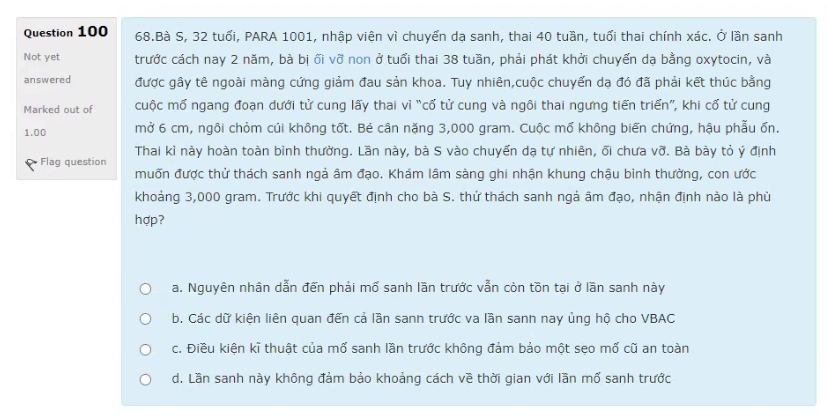 Question 100
Not yet
answered
Marked out of
1.00
Flag question
68.Bà S, 32 tuổi, PARA 1001, nhập viện vì chuyển dạ sanh, thai 40 tuần, tuổi thai chính xác. Ở lần sanh
trước cách nay 2 năm, bà bị ối vỡ non ở tuổi thai 38 tuần, phải phát khởi chuyển dạ bằng oxytocin, và
được gây tê ngoài màng cứng giảm đau sản khoa. Tuy nhiên,cuộc chuyển dạ đó đã phải kết thúc bằng
cuộc mổ ngang đoạn dưới tử cung lấy thai vì "cổ tử cung và ngôi thai ngưng tiến triển", khi cổ tử cung
mở 6 cm, ngôi chỏm cúi không tốt. Bé cân nặng 3,000 gram. Cuộc mổ không biến chứng, hậu phẫu ổn.
Thai kì này hoàn toàn bình thường. Lần này, bà S vào chuyển dạ tự nhiên, ối chưa vỡ. Bà bày tỏ ý định
muốn được thử thách sanh ngả âm đạo. Khám lâm sàng ghi nhận khung chậu bình thường, con ước
khoảng 3,000 gram. Trước khi quyết định cho bà S. thử thách sanh ngả âm đạo, nhận định nào là phù
hợp?
a. Nguyên nhân dẫn đến phải mổ sanh lần trước vẫn còn tồn tại ở lần sanh này
b. Các dữ kiện liên quan đến cả lần sanh trước và lần sanh nay ủng hộ cho VBAC
c. Điều kiện kĩ thuật của mổ sanh lần trước không đảm bảo một sẹo mổ cũ an toàn
d. Lần sanh này không đảm bảo khoảng cách về thời gian với lần mổ sanh trước